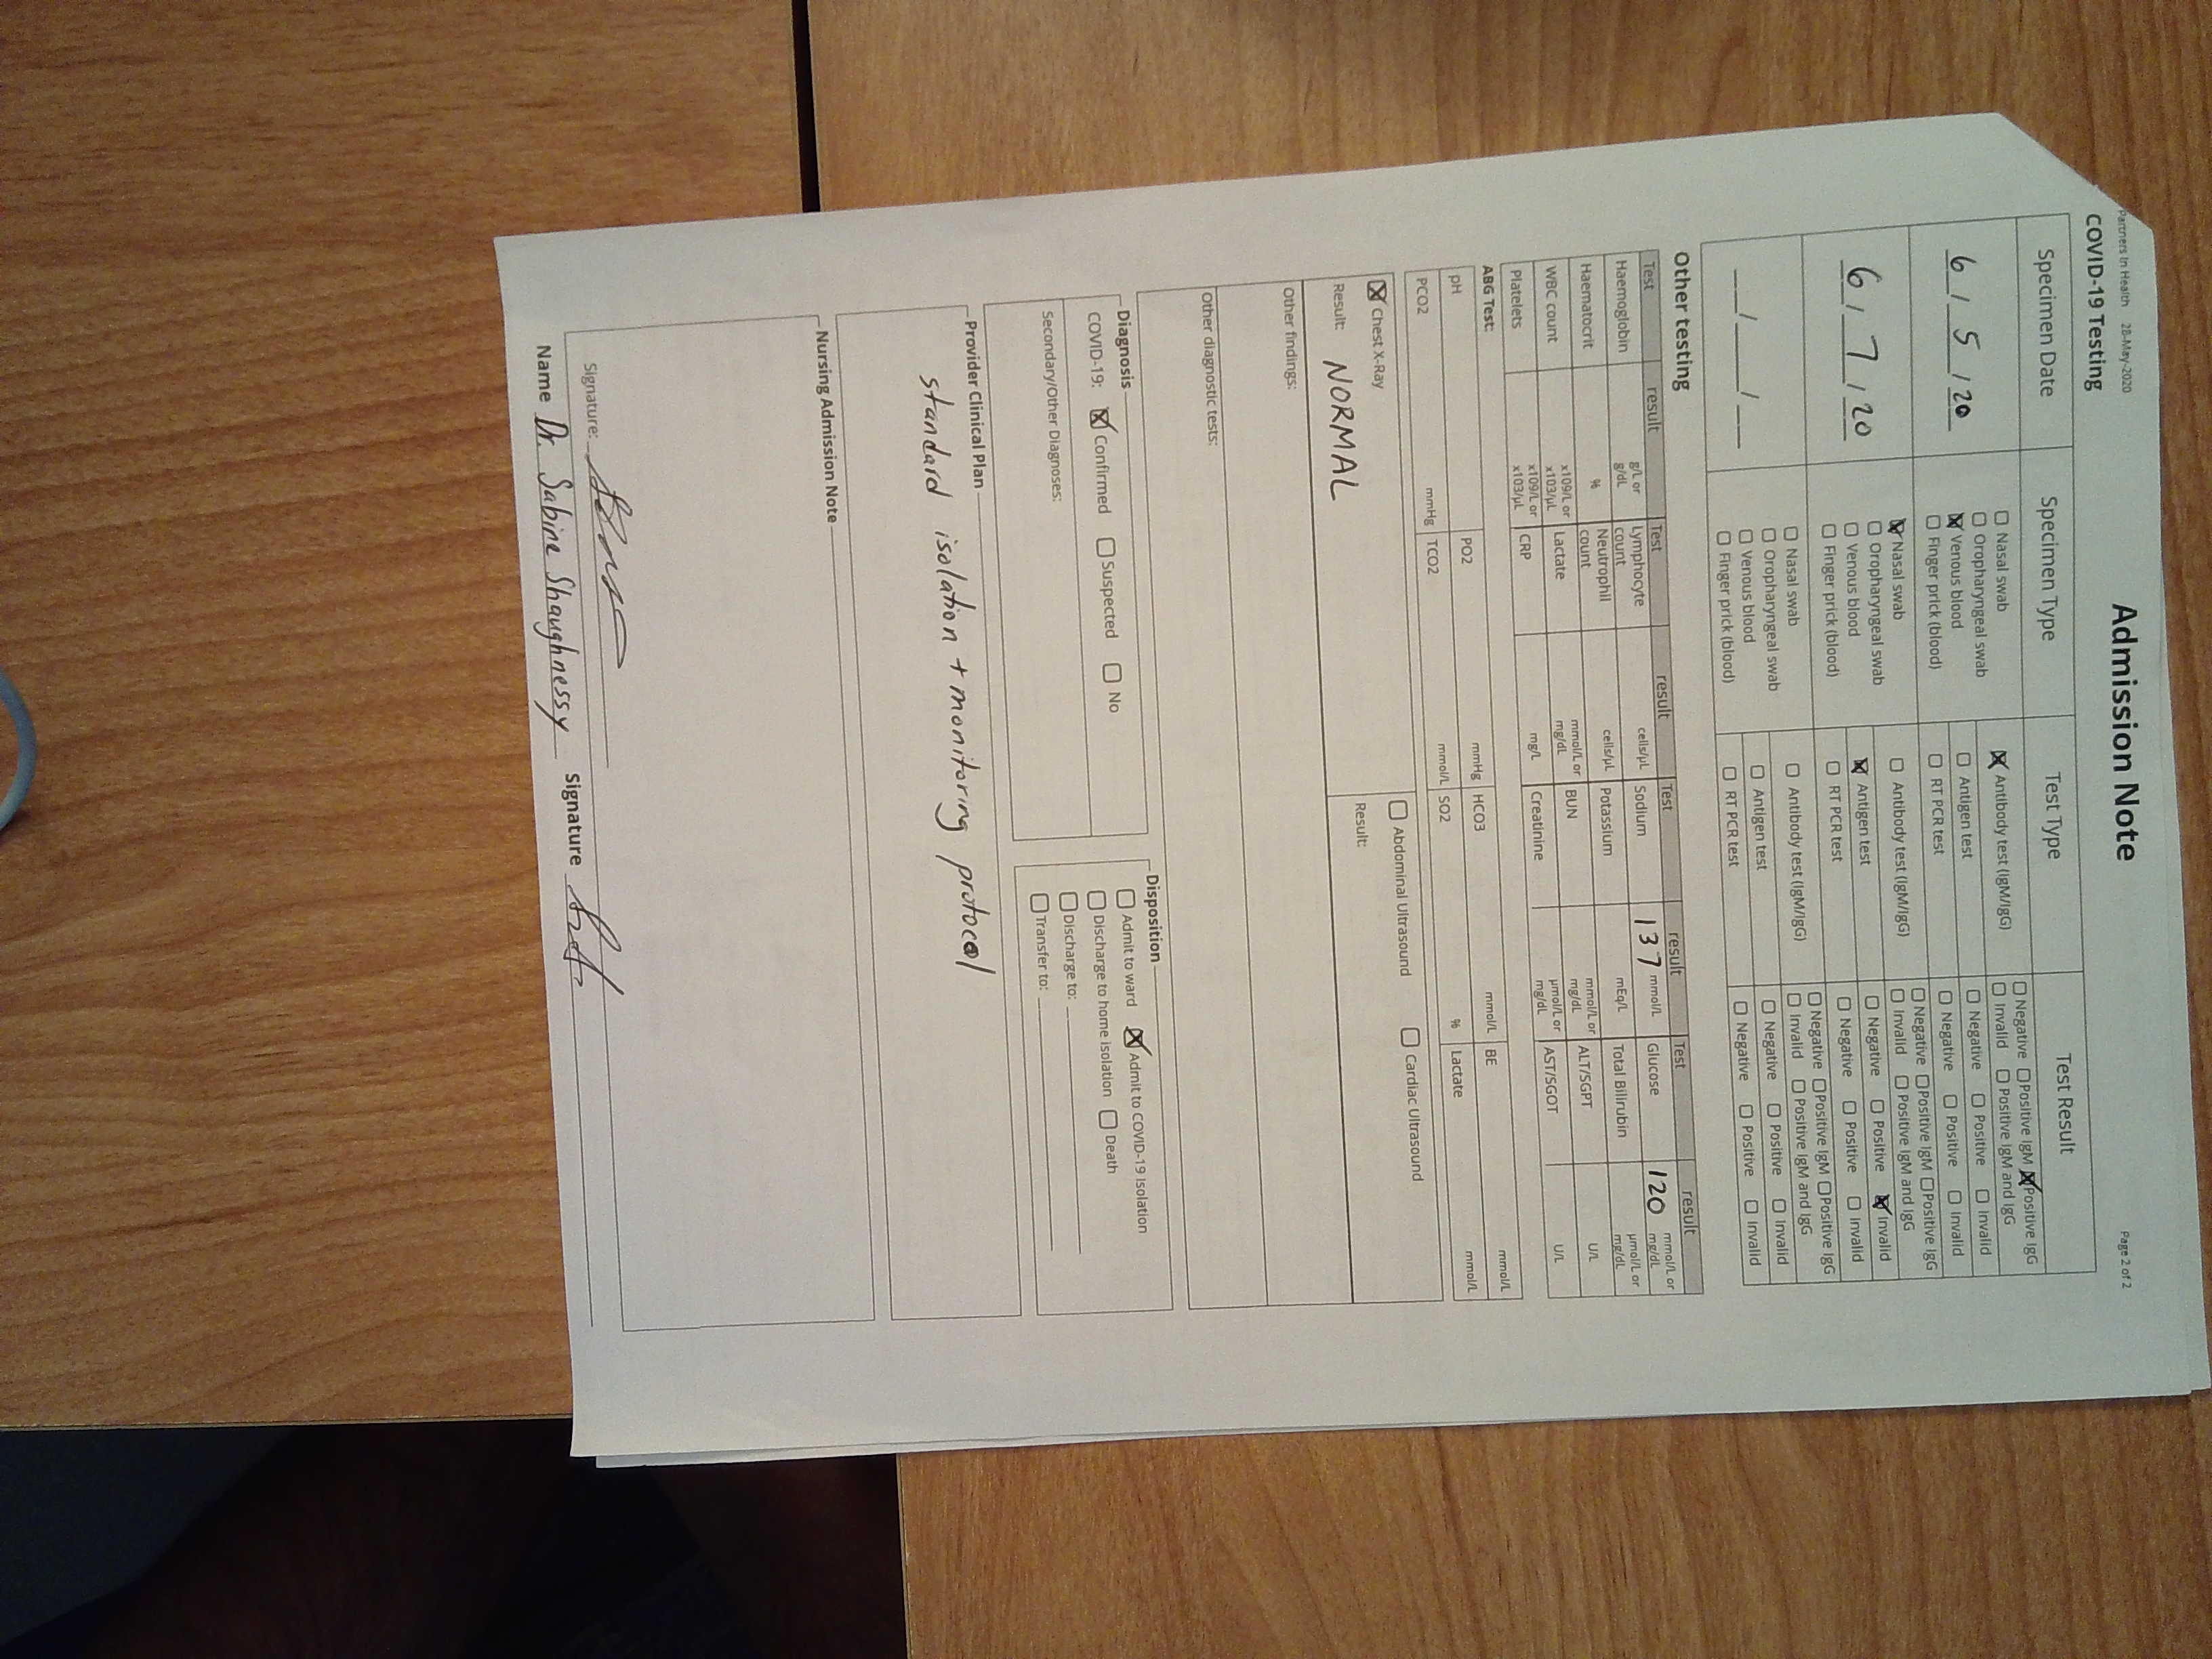 Partners In Health 28-May-2020
Admission Note
Page 2 of 2
COVID-19 Testing
Specimen Date Specimen Type Test Type Test Result
6 / 5 / 20
☐ Nasal swab
☐ Oropharyngeal swab
☒ Venous blood
☐ Finger prick (blood)
☒ Antibody test (IgM/IgG)
☐ Negative ☐ Positive IgM ☒ Positive IgG
☐ Invalid ☐ Positive IgM and IgG
☐ Antigen test
☐ Negative ☐ Positive ☐ Invalid
☐ RT PCR test
☐ Negative ☐ Positive ☐ Invalid
6 / 7 / 20
☒ Nasal swab
☐ Oropharyngeal swab
☐ Venous blood
☐ Finger prick (blood)
☐ Antibody test (IgM/IgG)
☐ Negative ☐ Positive IgM ☐ Positive IgG
☐ Invalid ☐ Positive IgM and IgG
☒ Antigen test
☐ Negative ☐ Positive ☒ Invalid
☐ RT PCR test
☐ Negative ☐ Positive ☐ Invalid
__/__/__
☐ Nasal swab
☐ Oropharyngeal swab
☐ Venous blood
☐ Finger prick (blood)
☐ Antibody test (IgM/IgG)
☐ Negative ☐ Positive IgM ☐ Positive IgG
☐ Invalid ☐ Positive IgM and IgG
☐ Antigen test
☐ Negative ☐ Positive ☐ Invalid
☐ RT PCR test
☐ Negative ☐ Positive ☐ Invalid
Other testing
Test result Test result Test result Test result
Haemoglobin g/L or g/dL Lymphocyte count cells/µL Sodium 137 mmol/L Glucose 120 mmol/L or mg/dL
Haematocrit % Neutrophil count cells/µL Potassium mEq/L Total Bilirubin µmol/L or mg/dL
WBC count x109/L or x103/µL Lactate mmol/L or mg/dL BUN mmol/L or mg/dL ALT/SGPT U/L
Platelets x109/L or x103/µL CRP mg/L Creatinine µmol/L or mg/dL AST/SGOT U/L
ABG Test:
pH PO2 mmHg HCO3 mmol/L BE mmol/L
PCO2 mmHg TCO2 mmol/L SO2 % Lactate mmol/L
☒ Chest X-Ray ☐ Abdominal Ultrasound ☐ Cardiac Ultrasound
Result: NORMAL Result:
Other findings:
Other diagnostic tests:
Diagnosis
COVID-19: ☒ Confirmed ☐ Suspected ☐ No
Secondary/Other Diagnoses:
Disposition
☐ Admit to ward ☒ Admit to COVID-19 Isolation
☐ Discharge to home isolation ☐ Death
☐ Discharge to:
☐ Transfer to:
Provider Clinical Plan
standard isolation + monitoring protocol
Nursing Admission Note
Signature:
Name Dr. Sabine Shaughnessy Signature